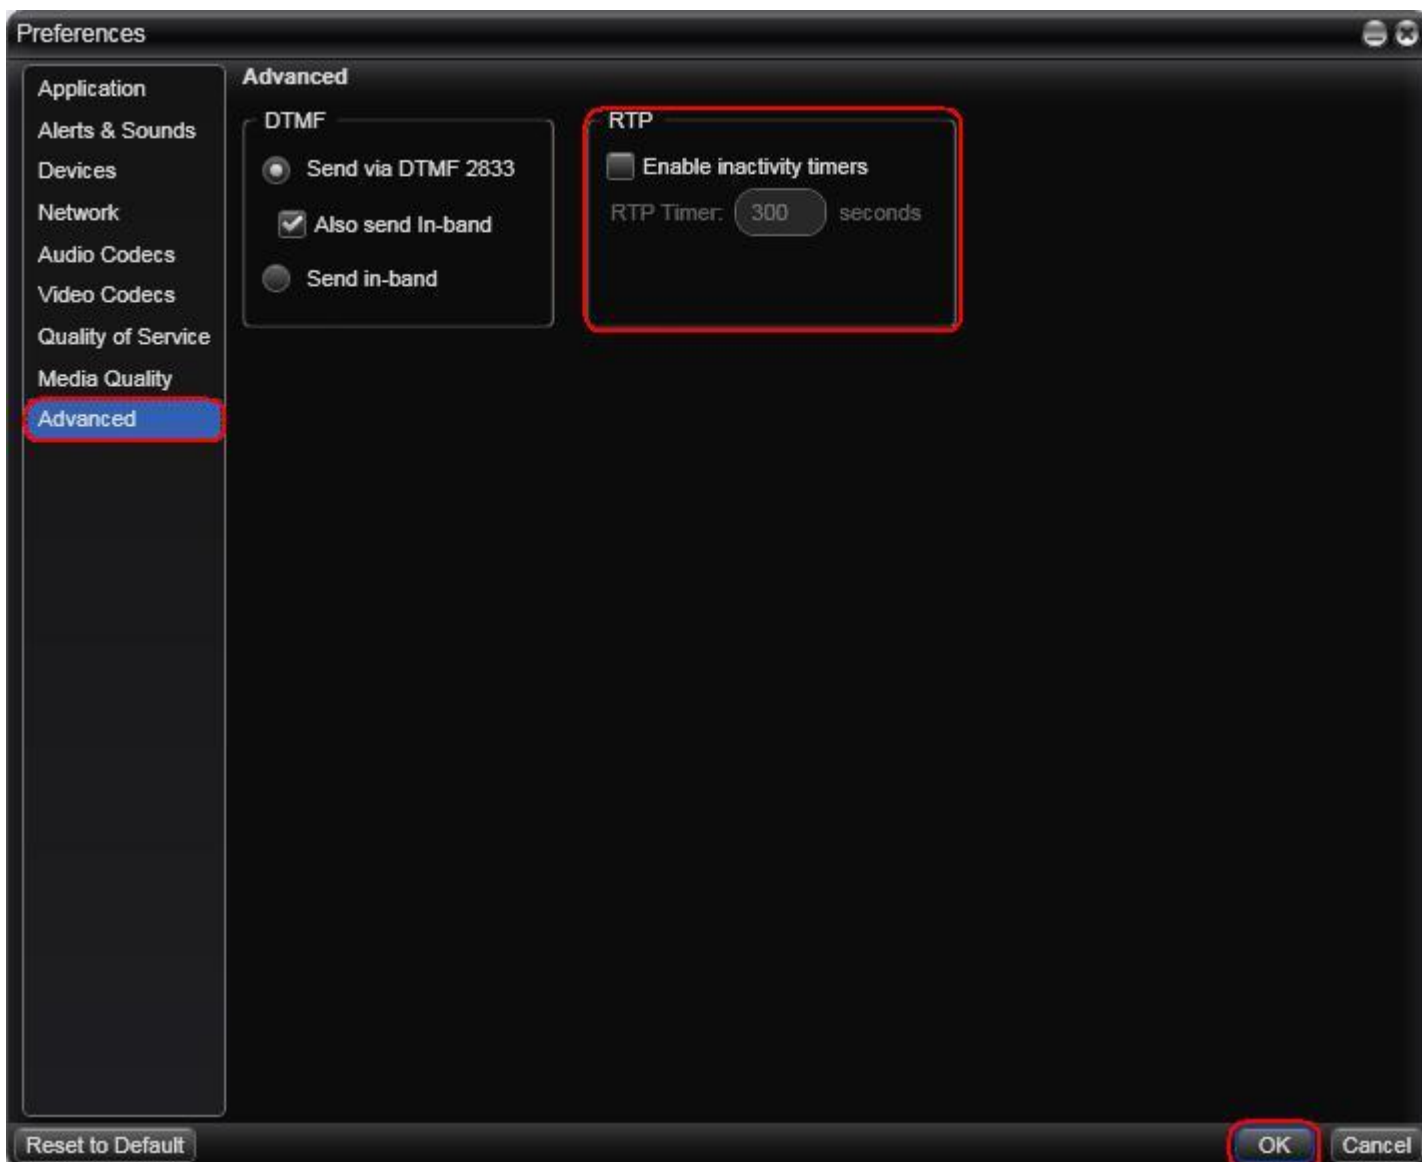 Preferences
Application
Alerts & Sounds
Devices
Network
Audio Codecs
Video Codecs
Quality of Service
Media Quality
Advanced
Advanced
DTMF
Send via DTMF 2833
Also send In-band
Send in-band
RTP
Enable inactivity timers
RTP Timer: 300 seconds
Reset to Default
OK
Cancel